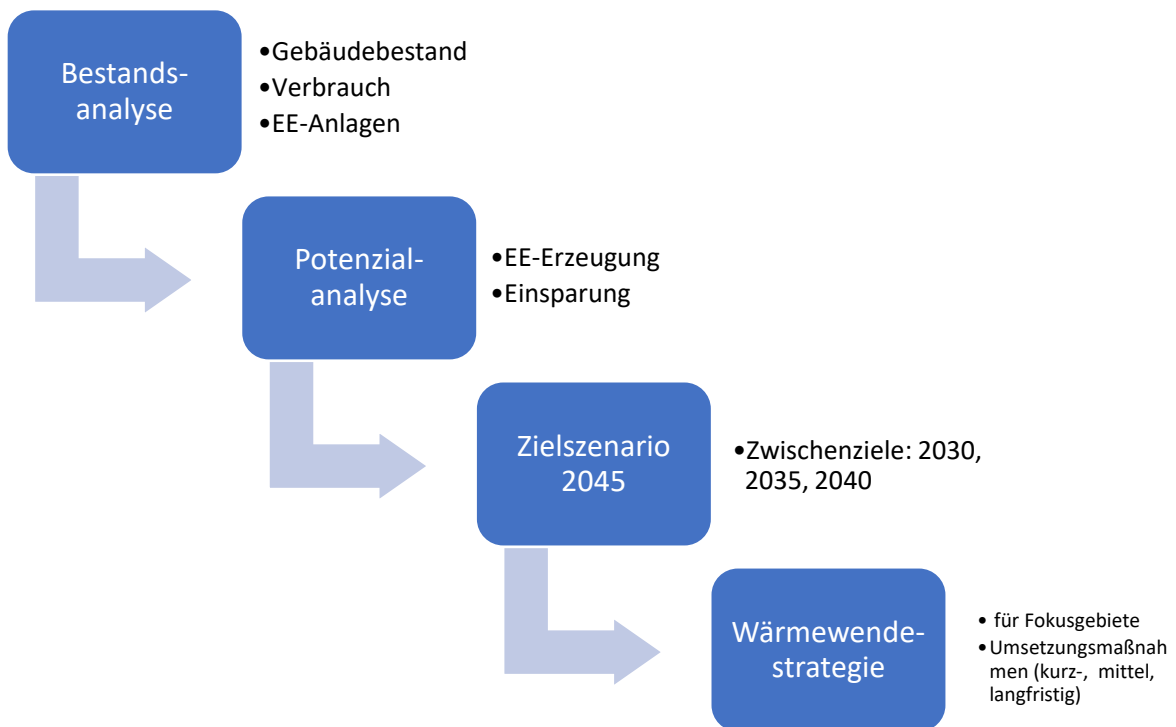 Bestands-
analyse
•Gebäudebestand
•Verbrauch
•EE-Anlagen
Potenzial-
analyse
•EE-Erzeugung
•Einsparung
Zielszenario
2045
•Zwischenziele: 2030,
2035, 2040
Wärmewende-
strategie
• für Fokusgebiete
•Umsetzungsmaßnah
men (kurz-, mittel,
langfristig)